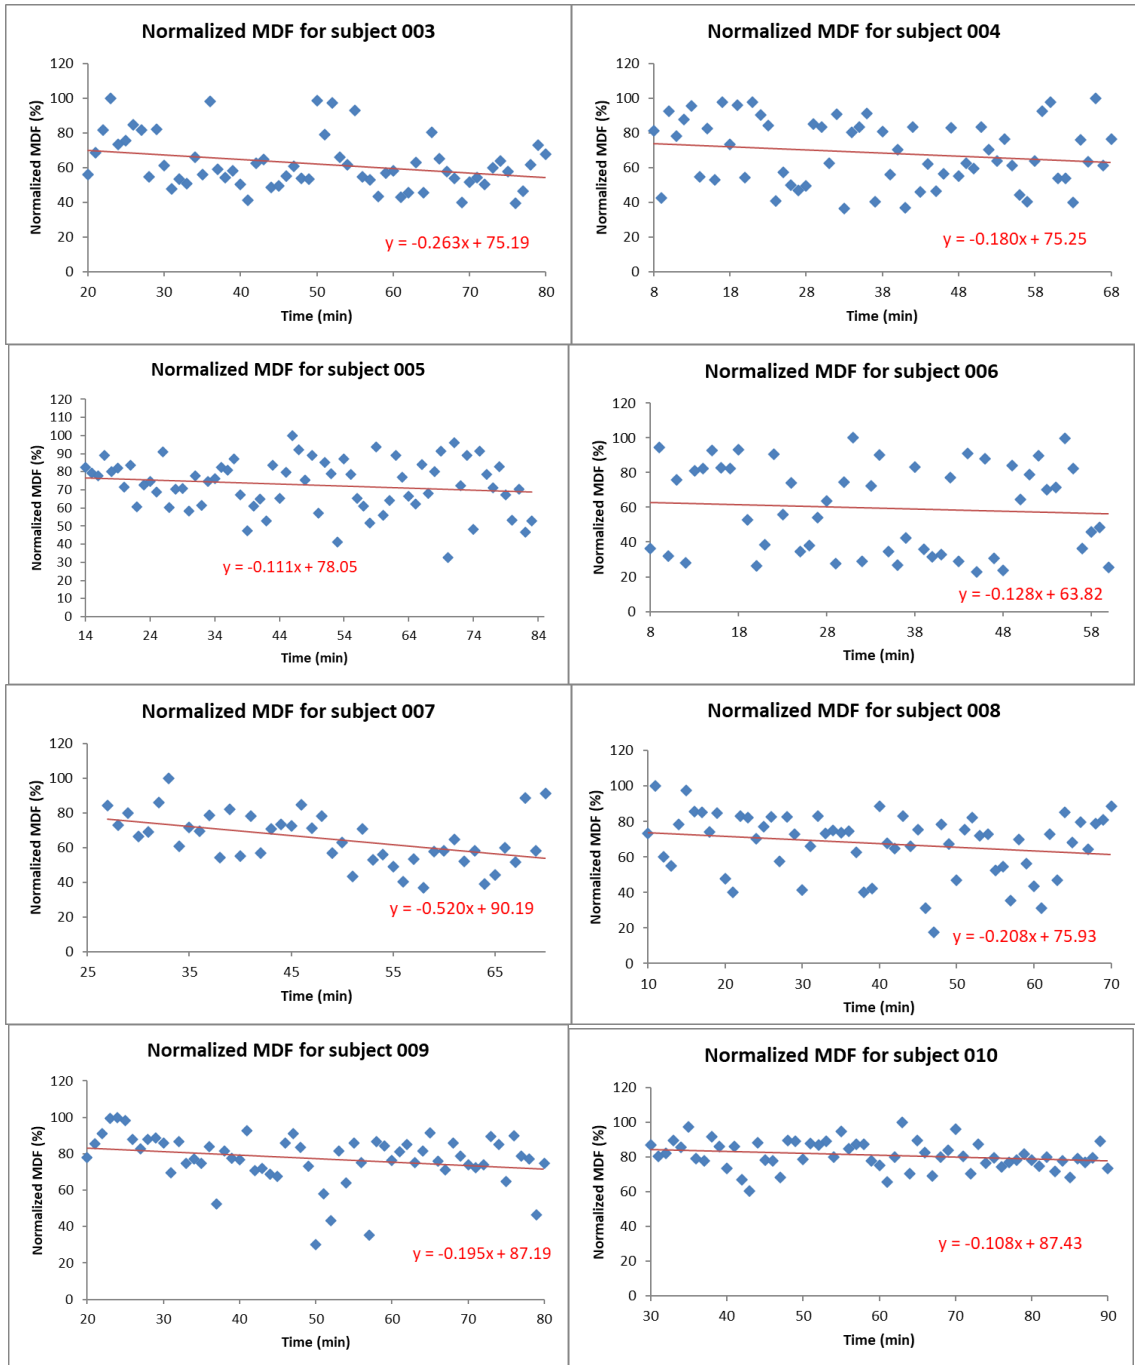 Normalized MDF for subject 003
Normalized MDF (%)
120
100
80
60
40
20
0
y = -0.263x + 75.19
20 30 40 50 60 70 80
Time (min)
Normalized MDF for subject 004
Normalized MDF (%)
120
100
80
60
40
20
0
y = -0.180x + 75.25
8 18 28 38 48 58 68
Time (min)
Normalized MDF for subject 005
Normalized MDF (%)
120
110
100
90
80
70
60
50
40
30
20
10
0
y = -0.111x + 78.05
14 24 34 44 54 64 74 84
Time (min)
Normalized MDF for subject 006
Normalized MDF (%)
120
100
80
60
40
20
0
y = -0.128x + 63.82
8 18 28 38 48 58
Time (min)
Normalized MDF for subject 007
Normalized MDF (%)
120
100
80
60
40
20
0
y = -0.520x + 90.19
25 35 45 55 65
Time (min)
Normalized MDF for subject 008
Normalized MDF (%)
120
100
80
60
40
20
0
y = -0.208x + 75.93
10 20 30 40 50 60 70
Time (min)
Normalized MDF for subject 009
Normalized MDF (%)
120
100
80
60
40
20
0
y = -0.195x + 87.19
20 30 40 50 60 70 80
Time (min)
Normalized MDF for subject 010
Normalized MDF (%)
120
100
80
60
40
20
0
y = -0.108x + 87.43
30 40 50 60 70 80 90
Time (min)